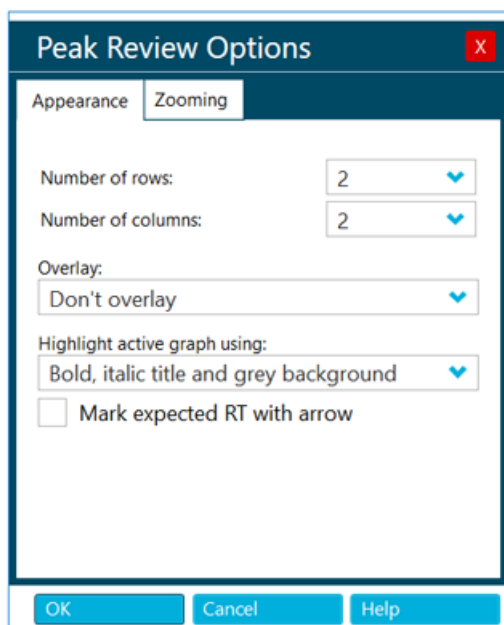 Peak Review Options X
Appearance Zooming
Number of rows: 2
Number of columns: 2
Overlay:
Don't overlay
Highlight active graph using:
Bold, italic title and grey background
Mark expected RT with arrow
OK Cancel Help